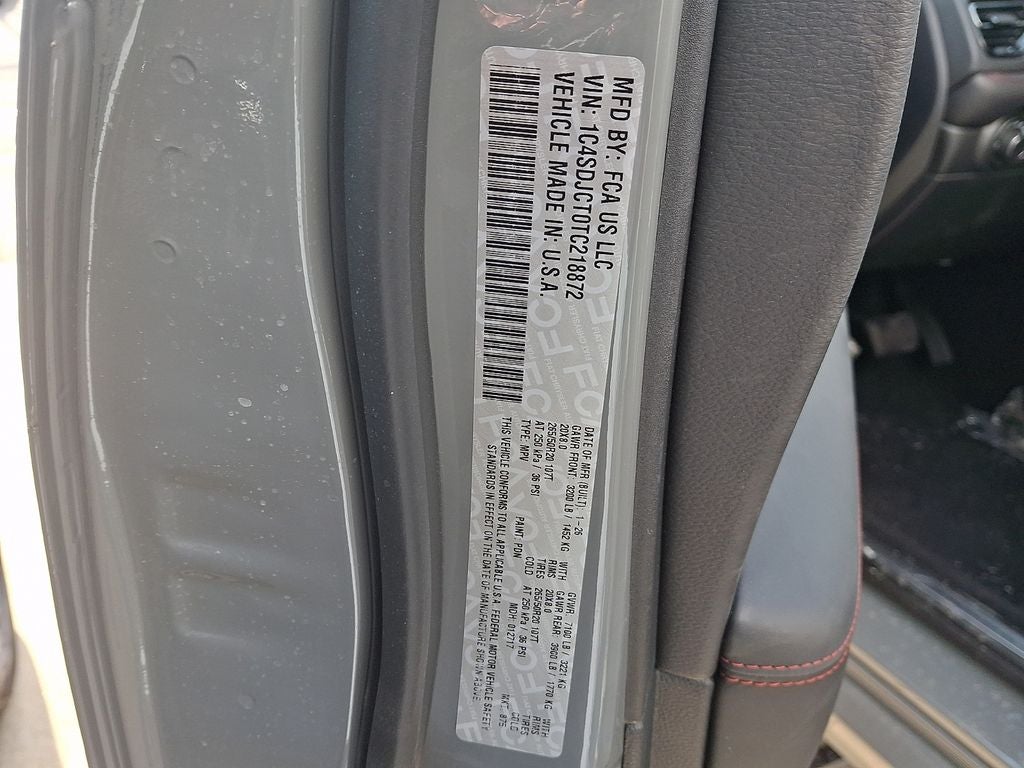 MFD BY: FCA US LLC
VIN: 1C4SDJCT0TC218872
VEHICLE MADE IN: U.S.A.
DATE OF MFR (BUILT): 1-26 GVWR: 7100 LB / 3221 KG
GAWR FRONT: 3200 LB / 1452 KG WITH GAWR REAR: 3900 LB / 1770 KG WITH
20X8.0 RIMS 20X8.0 RIMS
265/50R20 107T TIRES 265/50R20 107T TIRES
AT 250 kPa / 36 PSI COLD AT 250 kPa / 36 PSI COLD
TYPE: MPV PAINT: PDN MDH: 012717
THIS VEHICLE CONFORMS TO ALL APPLICABLE U.S.A. FEDERAL MOTOR VEHICLE SAFETY
STANDARDS IN EFFECT ON THE DATE OF MANUFACTURE SHOWN ABOVE.